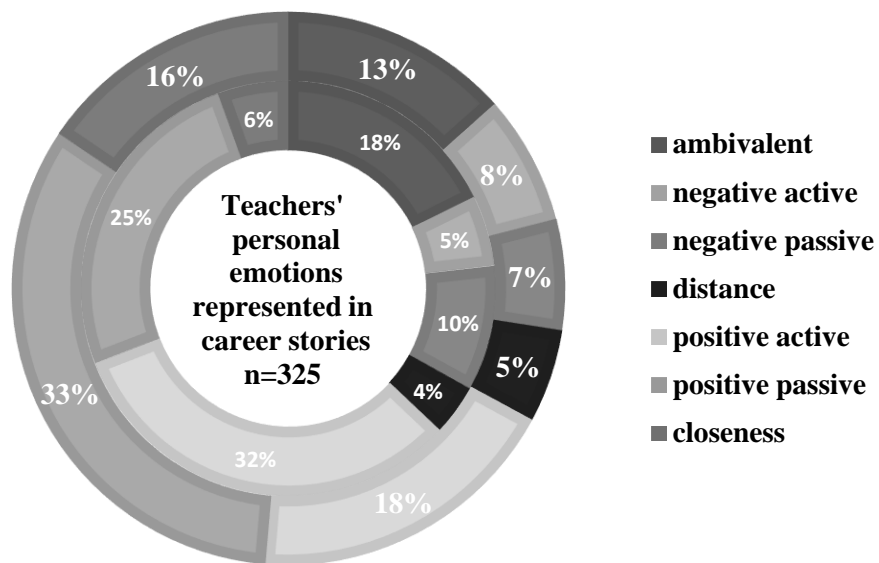 16%
13%
6%
18%
8%
25%
5%
Teachers'
personal
emotions
represented in
career stories
n=325
7%
10%
5%
4%
33%
32%
18%
ambivalent
negative active
negative passive
distance
positive active
positive passive
closeness